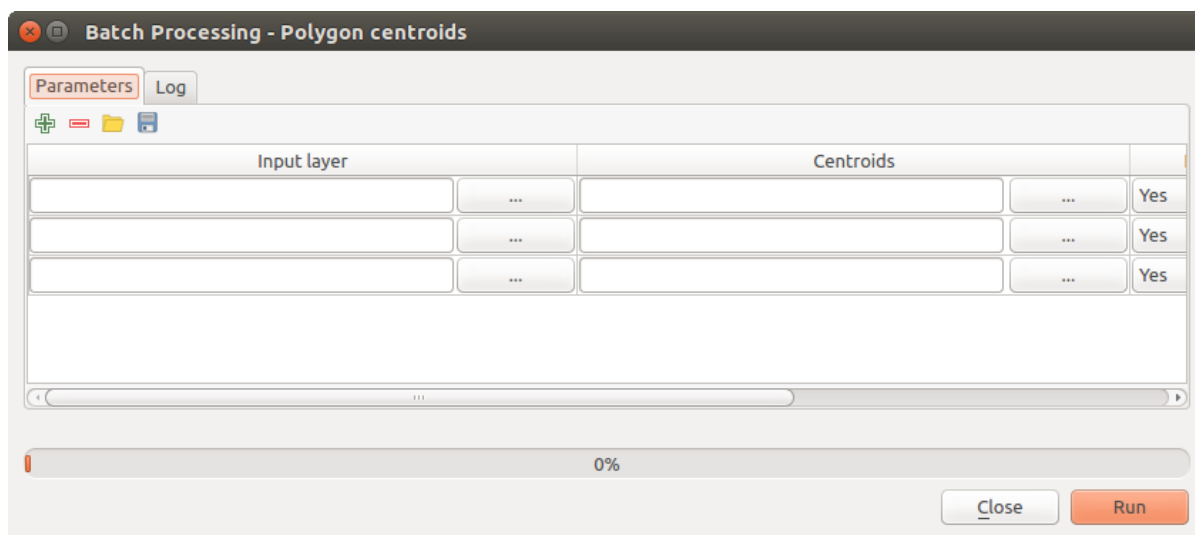 Batch Processing - Polygon centroids
Parameters Log
Input layer Centroids
... ... Yes
... ... Yes
... ... Yes
0%
Close Run